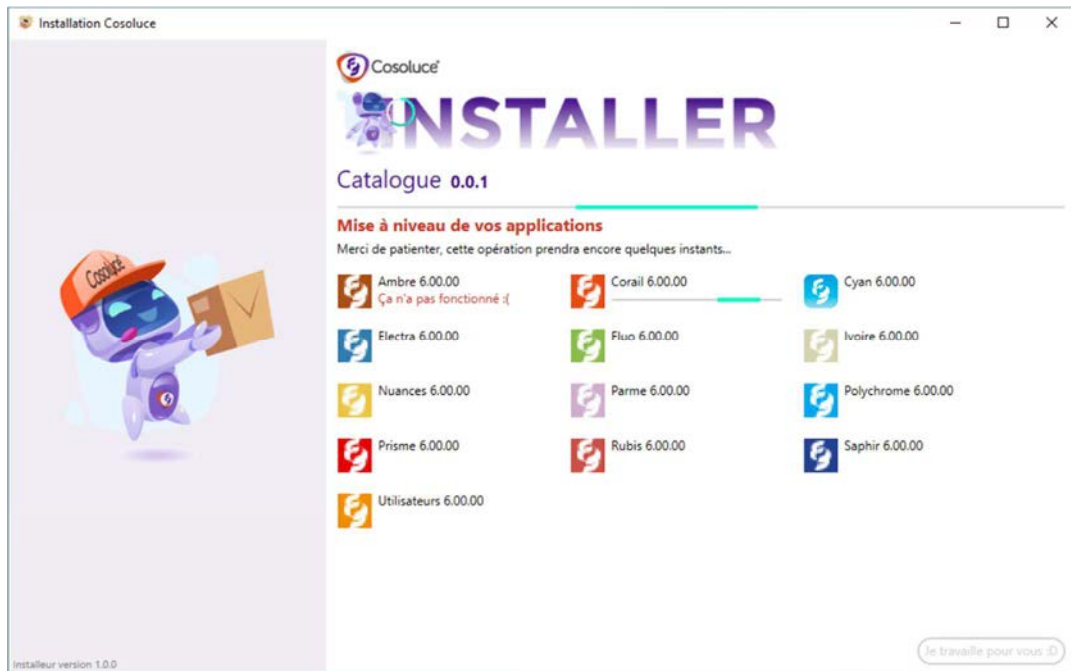 Installation Cosoluce
Cosoluce
Cosoluce
INSTALLER
Catalogue 0.0.1
Mise à niveau de vos applications
Merci de patienter, cette opération prendra encore quelques instants...
Ambre 6.00.00
Ça n'a pas fonctionné :(
Corail 6.00.00
Cyan 6.00.00
Electra 6.00.00
Fluo 6.00.00
Ivoire 6.00.00
Nuances 6.00.00
Parme 6.00.00
Polychrome 6.00.00
Prisme 6.00.00
Rubis 6.00.00
Saphir 6.00.00
Utilisateurs 6.00.00
Je travaille pour vous :D
Installeur version 1.0.0